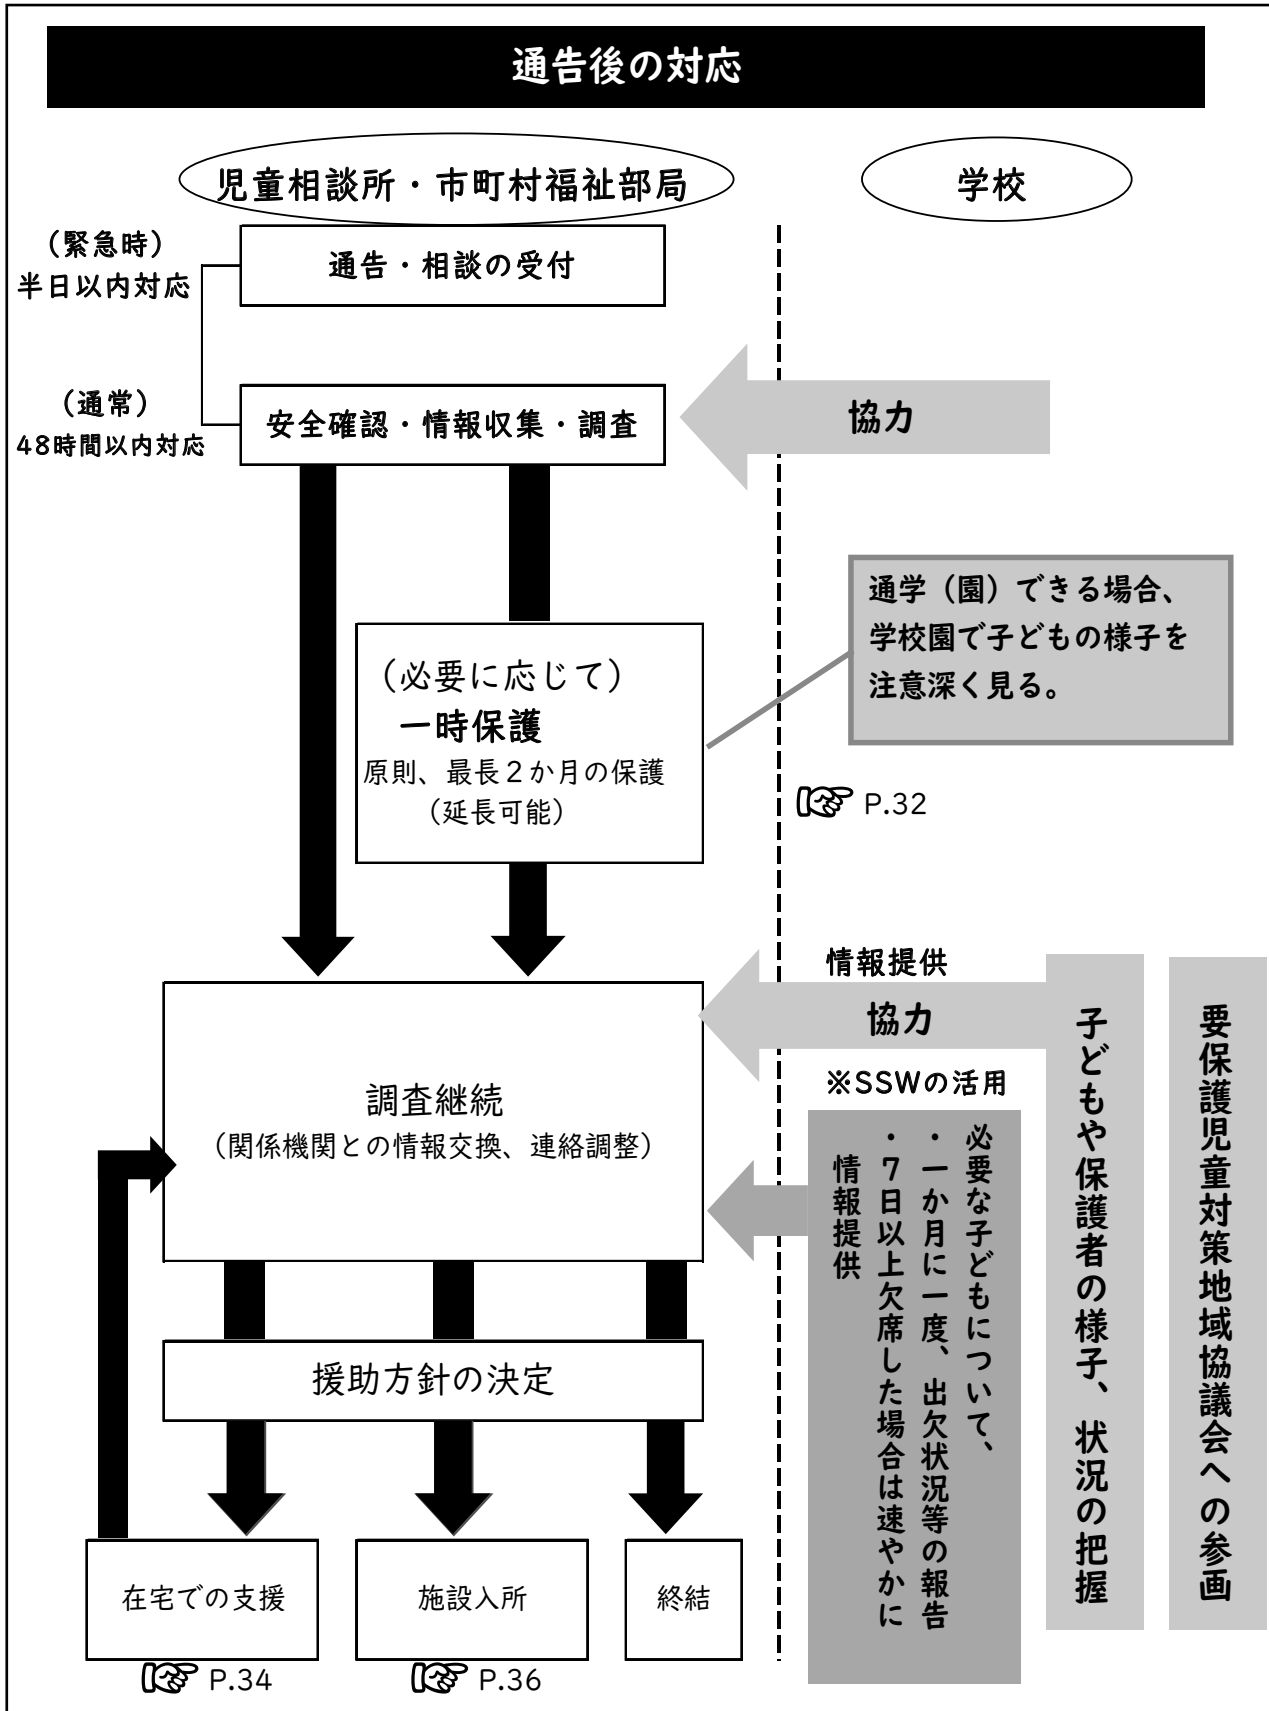 通告後の対応
児童相談所・市町村福祉部局
学校
（緊急時）
半日以内対応
通告・相談の受付
（通常）
48時間以内対応
安全確認・情報収集・調査
協力
（必要に応じて）
一時保護
原則、最長２か月の保護
（延長可能）
通学（園）できる場合、
学校園で子どもの様子を
注意深く見る。
P.32
調査継続
（関係機関との情報交換、連絡調整）
情報提供
協力
※SSWの活用
必要な子どもについて、
・一か月に一度、出欠状況等の報告
・７日以上欠席した場合は速やかに
情報提供
子どもや保護者の様子、状況の把握
要保護児童対策地域協議会への参画
援助方針の決定
在宅での支援
施設入所
終結
P.34
P.36